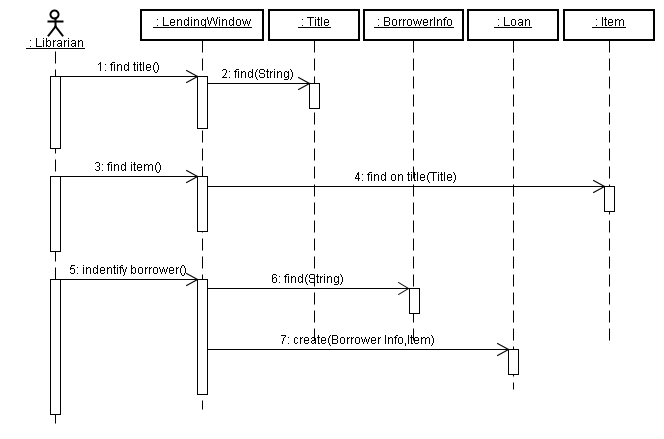 : Librarian
: LendingWindow
: Title
: BorrowerInfo
: Loan
: Item
1: find title()
2: find(String)
3: find item()
4: find on title(Title)
5: indentify borrower()
6: find(String)
7: create(Borrower Info,Item)